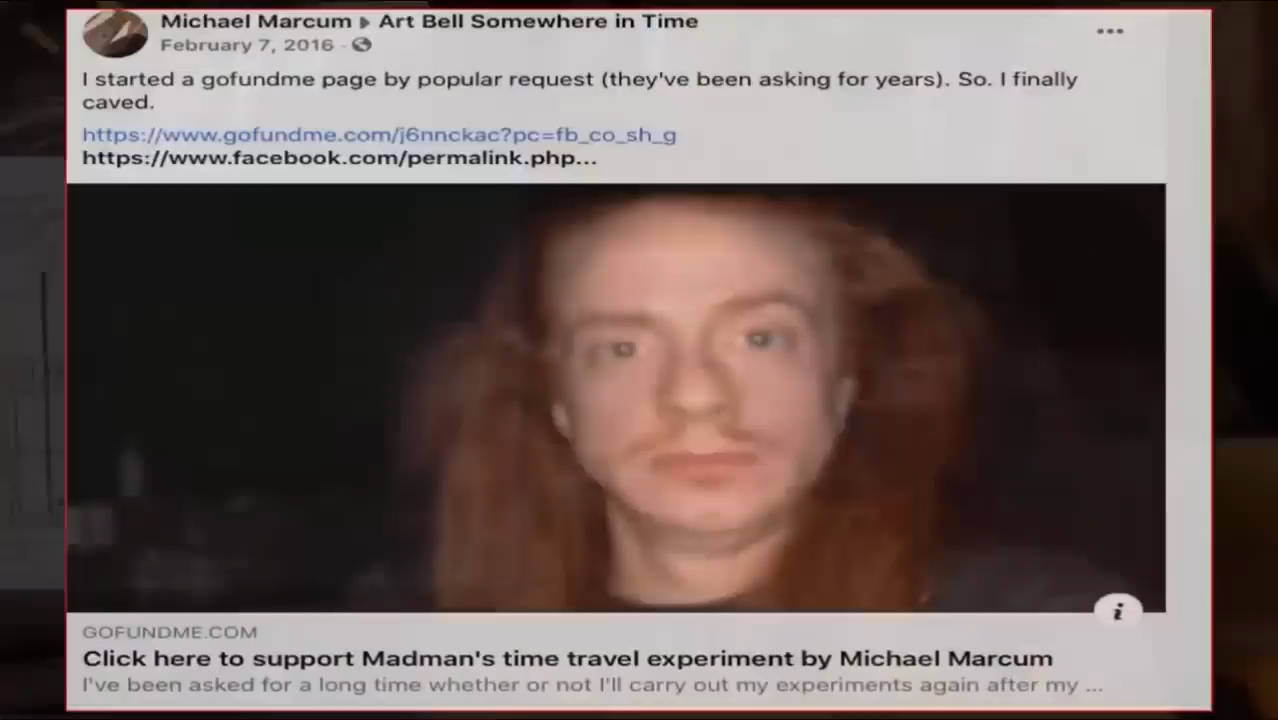 Michael Marcum ▸ Art Bell Somewhere in Time
February 7, 2016 ·
I started a gofundme page by popular request (they've been asking for years). So. I finally
caved.
https://www.gofundme.com/j6nnckac?pc=fb_co_sh_g
https://www.facebook.com/permalink.php...
i
GOFUNDME.COM
Click here to support Madman's time travel experiment by Michael Marcum
I've been asked for a long time whether or not I'll carry out my experiments again after my ...